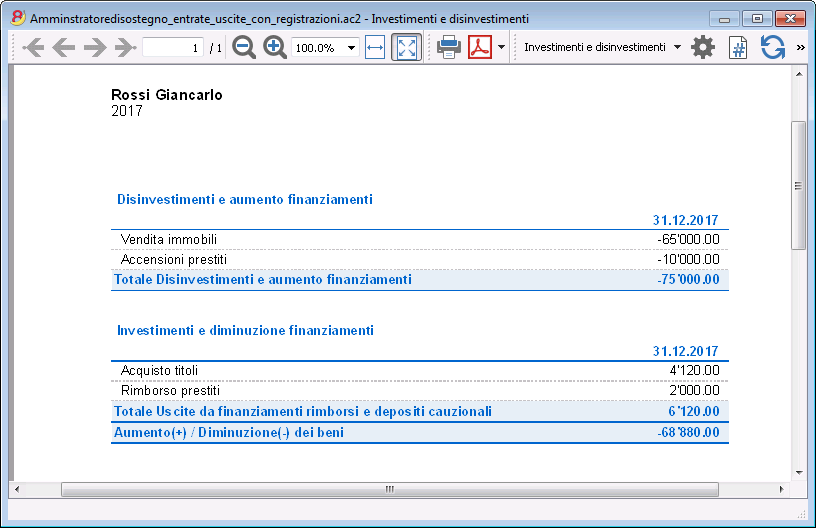 Amminstratoredisostegno_entrate_uscite_con_registrazioni.ac2 - Investimenti e disinvestimenti
1 / 1 100.0% Investimenti e disinvestimenti # »
Rossi Giancarlo
2017
Disinvestimenti e aumento finanziamenti
31.12.2017
Vendita immobili -65'000.00
Accensioni prestiti -10'000.00
Totale Disinvestimenti e aumento finanziamenti -75'000.00
Investimenti e diminuzione finanziamenti
31.12.2017
Acquisto titoli 4'120.00
Rimborso prestiti 2'000.00
Totale Uscite da finanziamenti rimborsi e depositi cauzionali 6'120.00
Aumento(+) / Diminuzione(-) dei beni -68'880.00